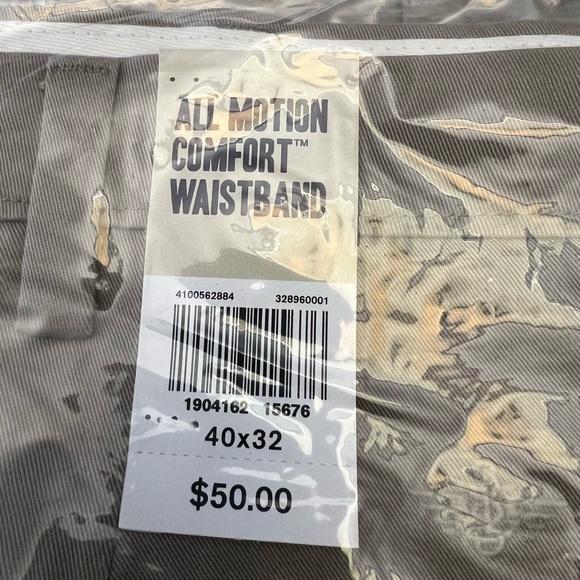 ALL MOTION
COMFORT™
WAISTBAND
4100562884 328960001
1904162 15676
40x32
$50.00